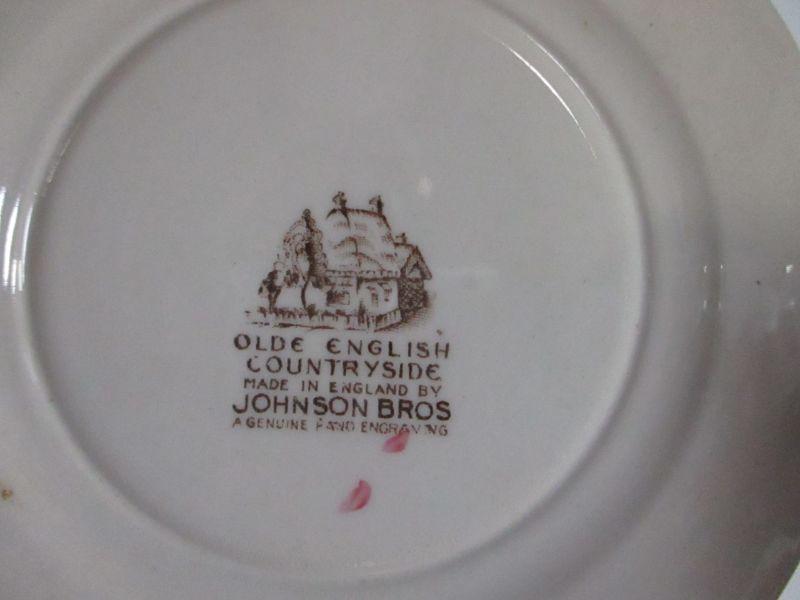 OLDE ENGLISH
COUNTRYSIDE
MADE IN ENGLAND BY
JOHNSON BROS
A GENUINE HAND ENGRAVING